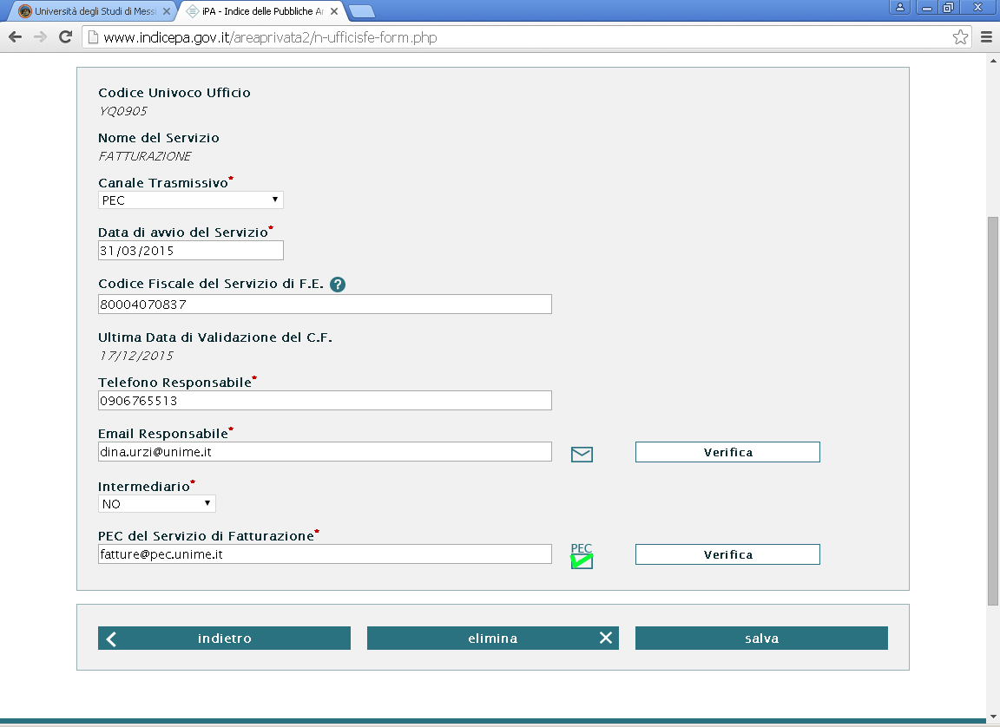 Università degli Studi di Mess
iPA - Indice delle Pubbliche A
www.indicepa.gov.it/areaprivata2/n-ufficisfe-form.php
Codice Univoco Ufficio
YQ0905
Nome del Servizio
FATTURAZIONE
Canale Trasmissivo*
PEC
Data di avvio del Servizio*
31/03/2015
Codice Fiscale del Servizio di F.E. ?
80004070837
Ultima Data di Validazione del C.F.
17/12/2015
Telefono Responsabile*
0906765513
Email Responsabile*
dina.urzi@unime.it Verifica
Intermediario*
NO
PEC del Servizio di Fatturazione*
fatture@pec.unime.it PEC Verifica
indietro elimina salva